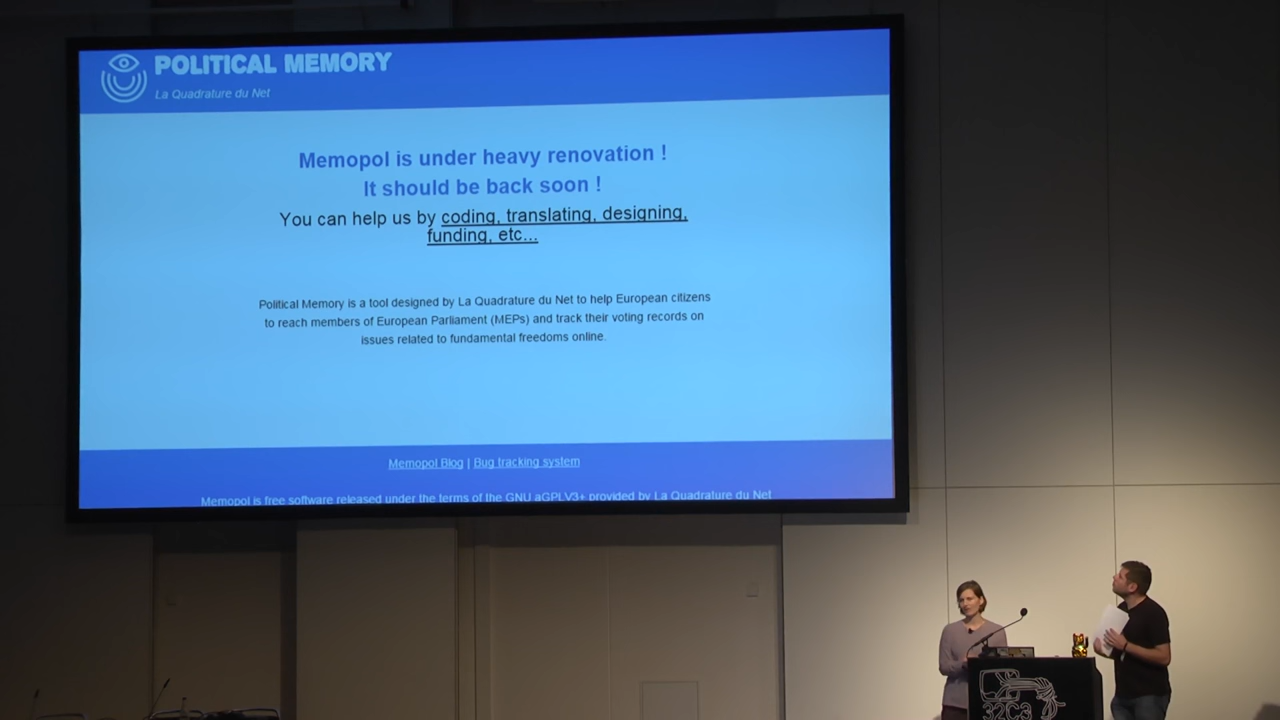 POLITICAL MEMORY
La Quadrature du Net
Memopol is under heavy renovation !
It should be back soon !
You can help us by coding, translating, designing,
funding, etc...
Political Memory is a tool designed by La Quadrature du Net to help European citizens
to reach members of European Parliament (MEPs) and track their voting records on
issues related to fundamental freedoms online.
Memopol Blog | Bug tracking system
Memopol is free software released under the terms of the GNU aGPLV3+ provided by La Quadrature du Net
32C3